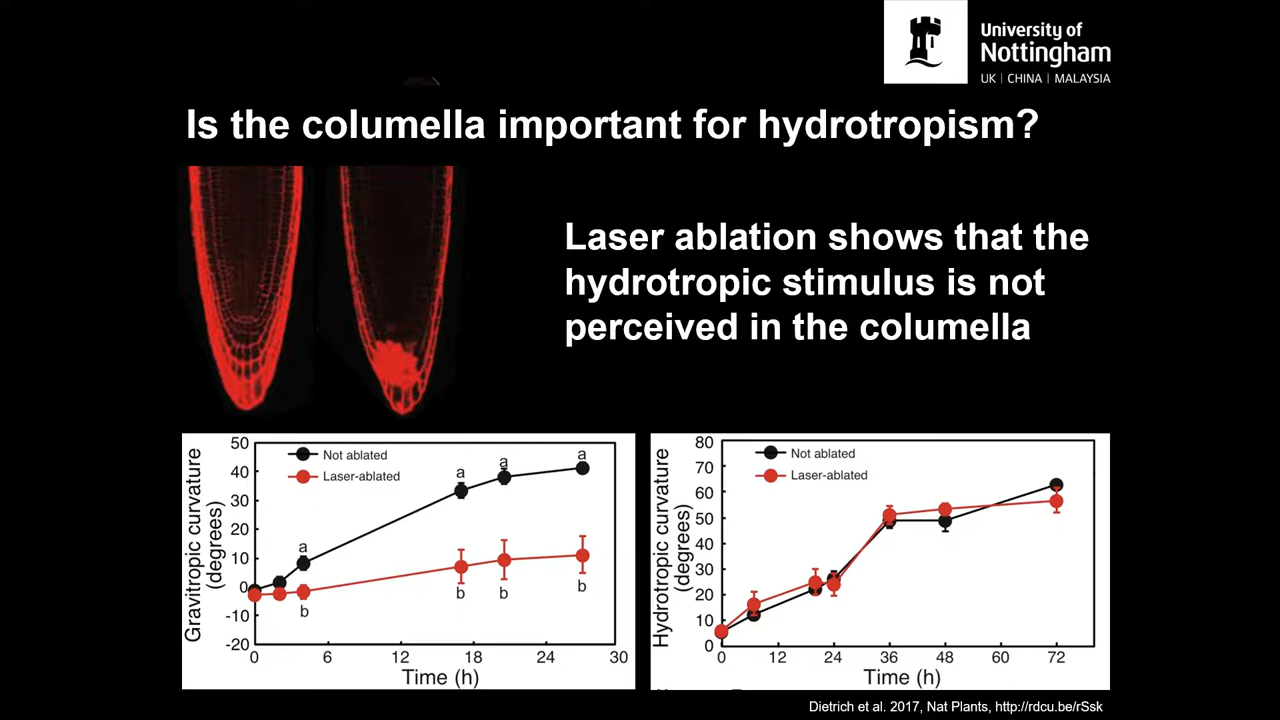 University of
Nottingham
UK | CHINA | MALAYSIA
Is the columella important for hydrotropism?
Laser ablation shows that the
hydrotropic stimulus is not
perceived in the columella
Gravitropic curvature
(degrees)
50
40
30
20
10
0
-10
-20
Not ablated
Laser-ablated
a
a
a
a
b
b
b
b
0 6 12 18 24 30
Time (h)
Hydrotropic curvature
(degrees)
80
70
60
50
40
30
20
10
0
Not ablated
Laser-ablated
0 12 24 36 48 60 72
Time (h)
Dietrich et al. 2017, Nat Plants, http://rdcu.be/rSsk